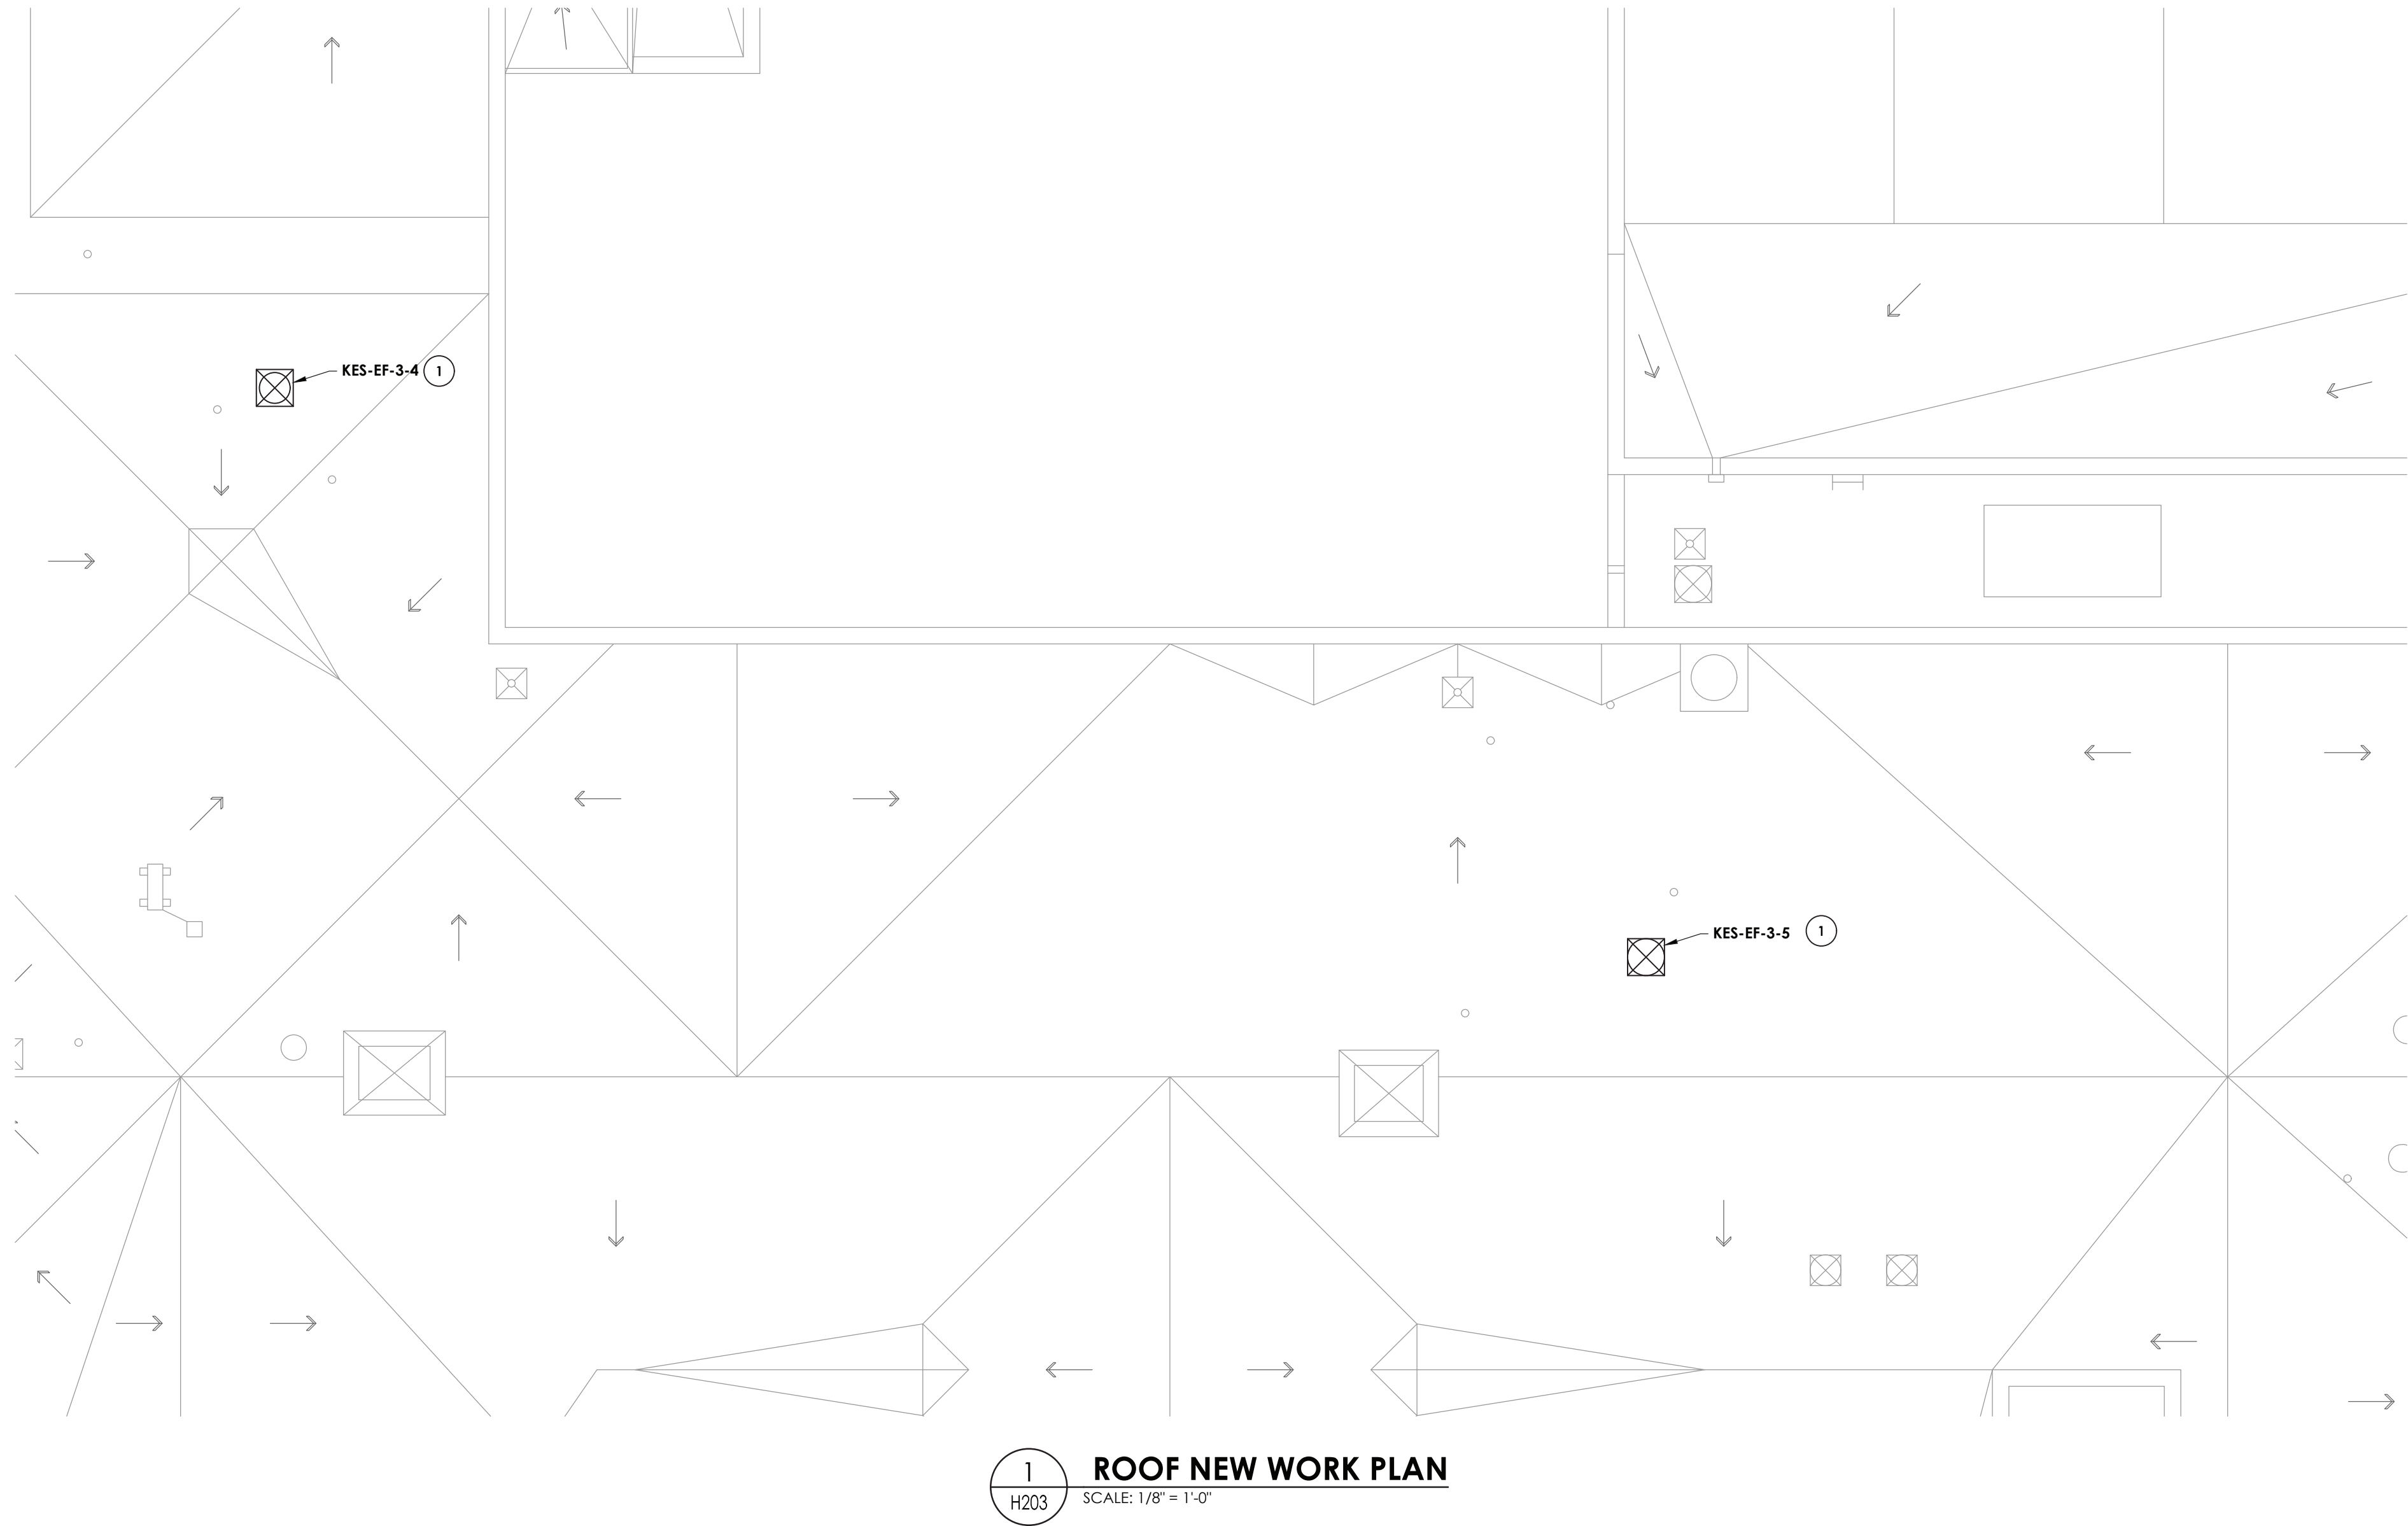 KES-EF-3-4 1
KES-EF-3-5 1
1
H203
ROOF NEW WORK PLAN
SCALE: 1/8" = 1'-0"